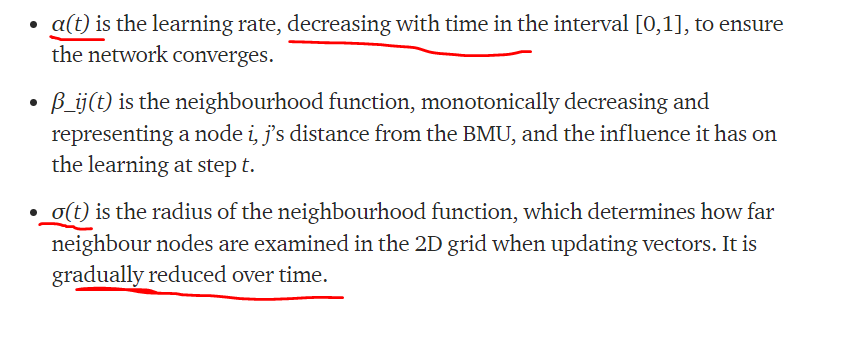 • α(t) is the learning rate, decreasing with time in the interval [0,1], to ensure
the network converges.
• β_ij(t) is the neighbourhood function, monotonically decreasing and
representing a node i, j’s distance from the BMU, and the influence it has on
the learning at step t.
• σ(t) is the radius of the neighbourhood function, which determines how far
neighbour nodes are examined in the 2D grid when updating vectors. It is
gradually reduced over time.